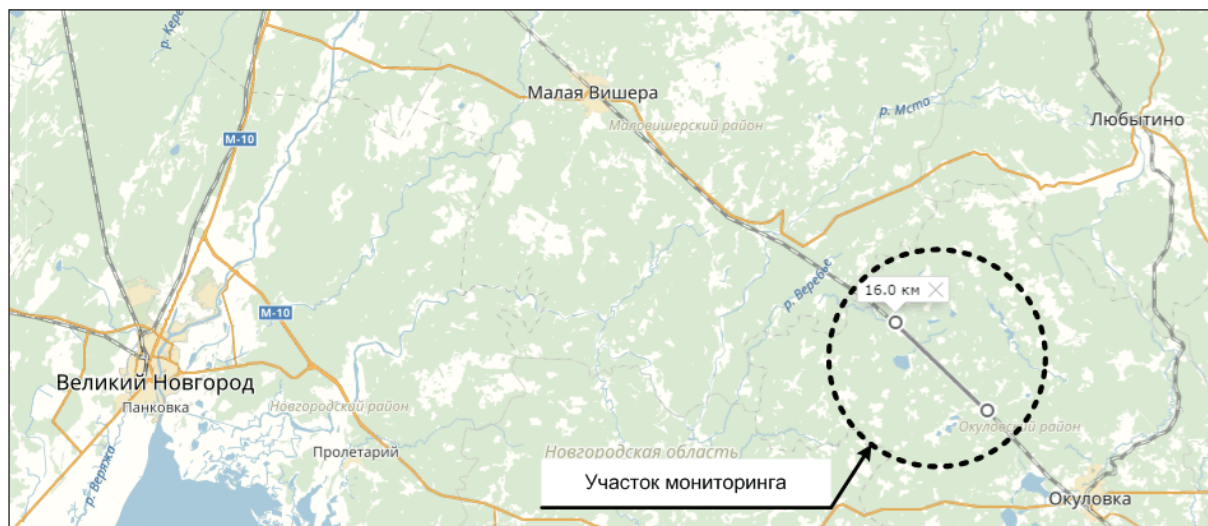 р. Кере
Малая Вишера
Маловишерский район
р. Мста
Любытино
М-10
р. Веребье
16.0 км
М-10
Великий Новгород
Панковка
Новгородский район
Окуловский район
Пролетарий
Новгородская область
р. Веряжа
Участок мониторинга
Окуловка